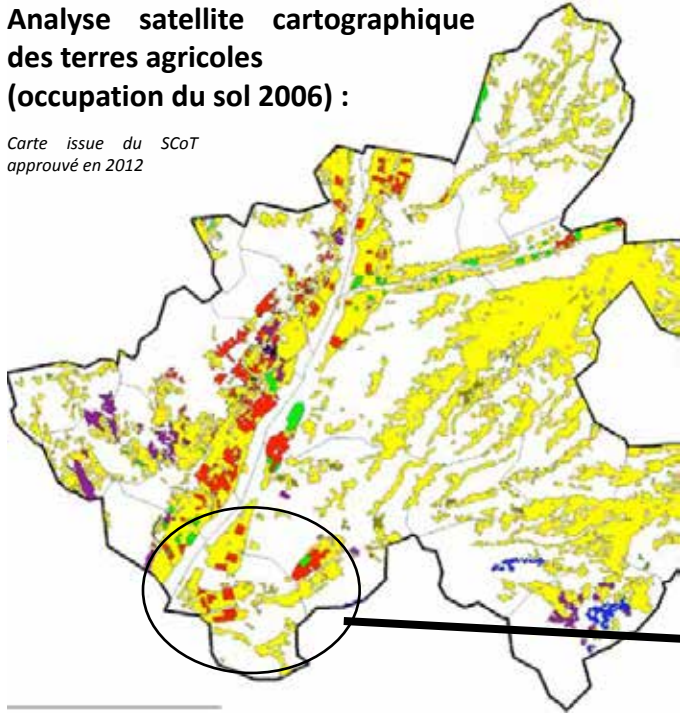 Analyse satellite cartographique
des terres agricoles
(occupation du sol 2006) :
Carte issue du SCoT
approuvé en 2012